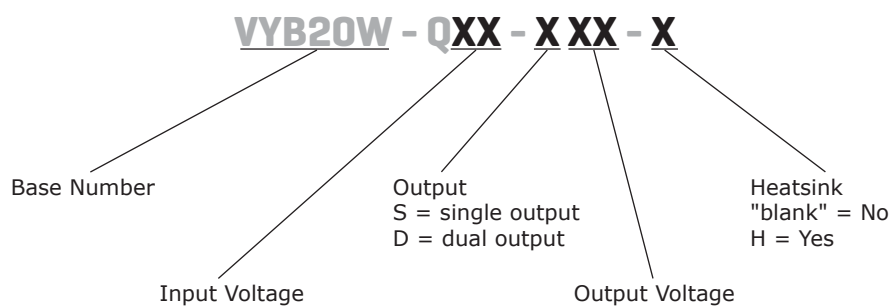 VYB20W - QXX - X XX - X
Base Number
Output
S = single output
D = dual output
Heatsink
"blank" = No
H = Yes
Input Voltage
Output Voltage